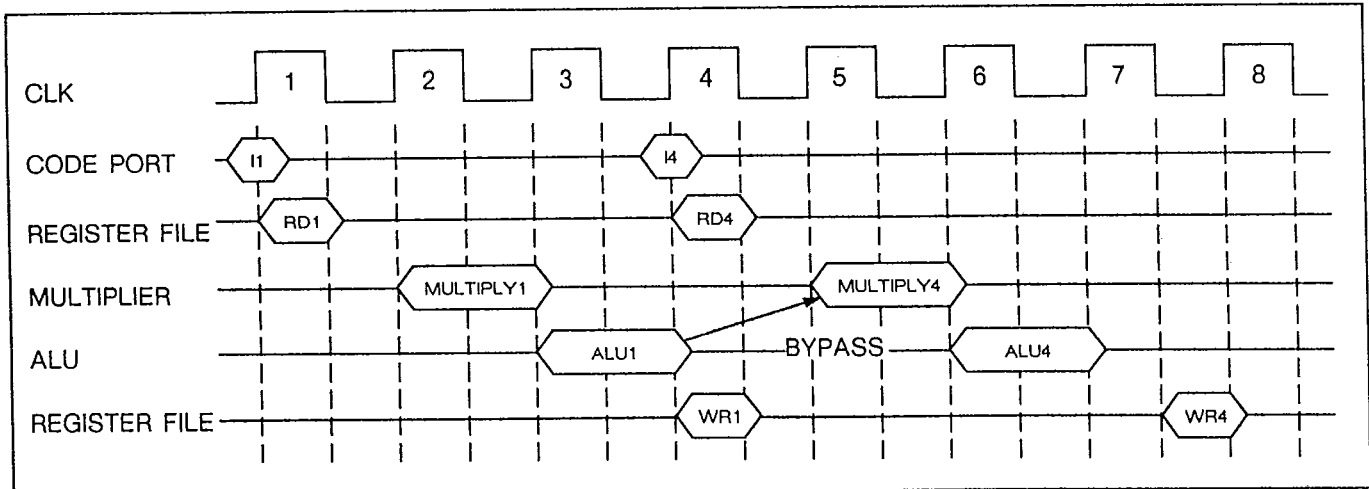 CLK 1 2 3 4 5 6 7 8
CODE PORT I1 I4
REGISTER FILE RD1 RD4
MULTIPLIER MULTIPLY1 MULTIPLY4
ALU ALU1 BYPASS ALU4
REGISTER FILE WR1 WR4